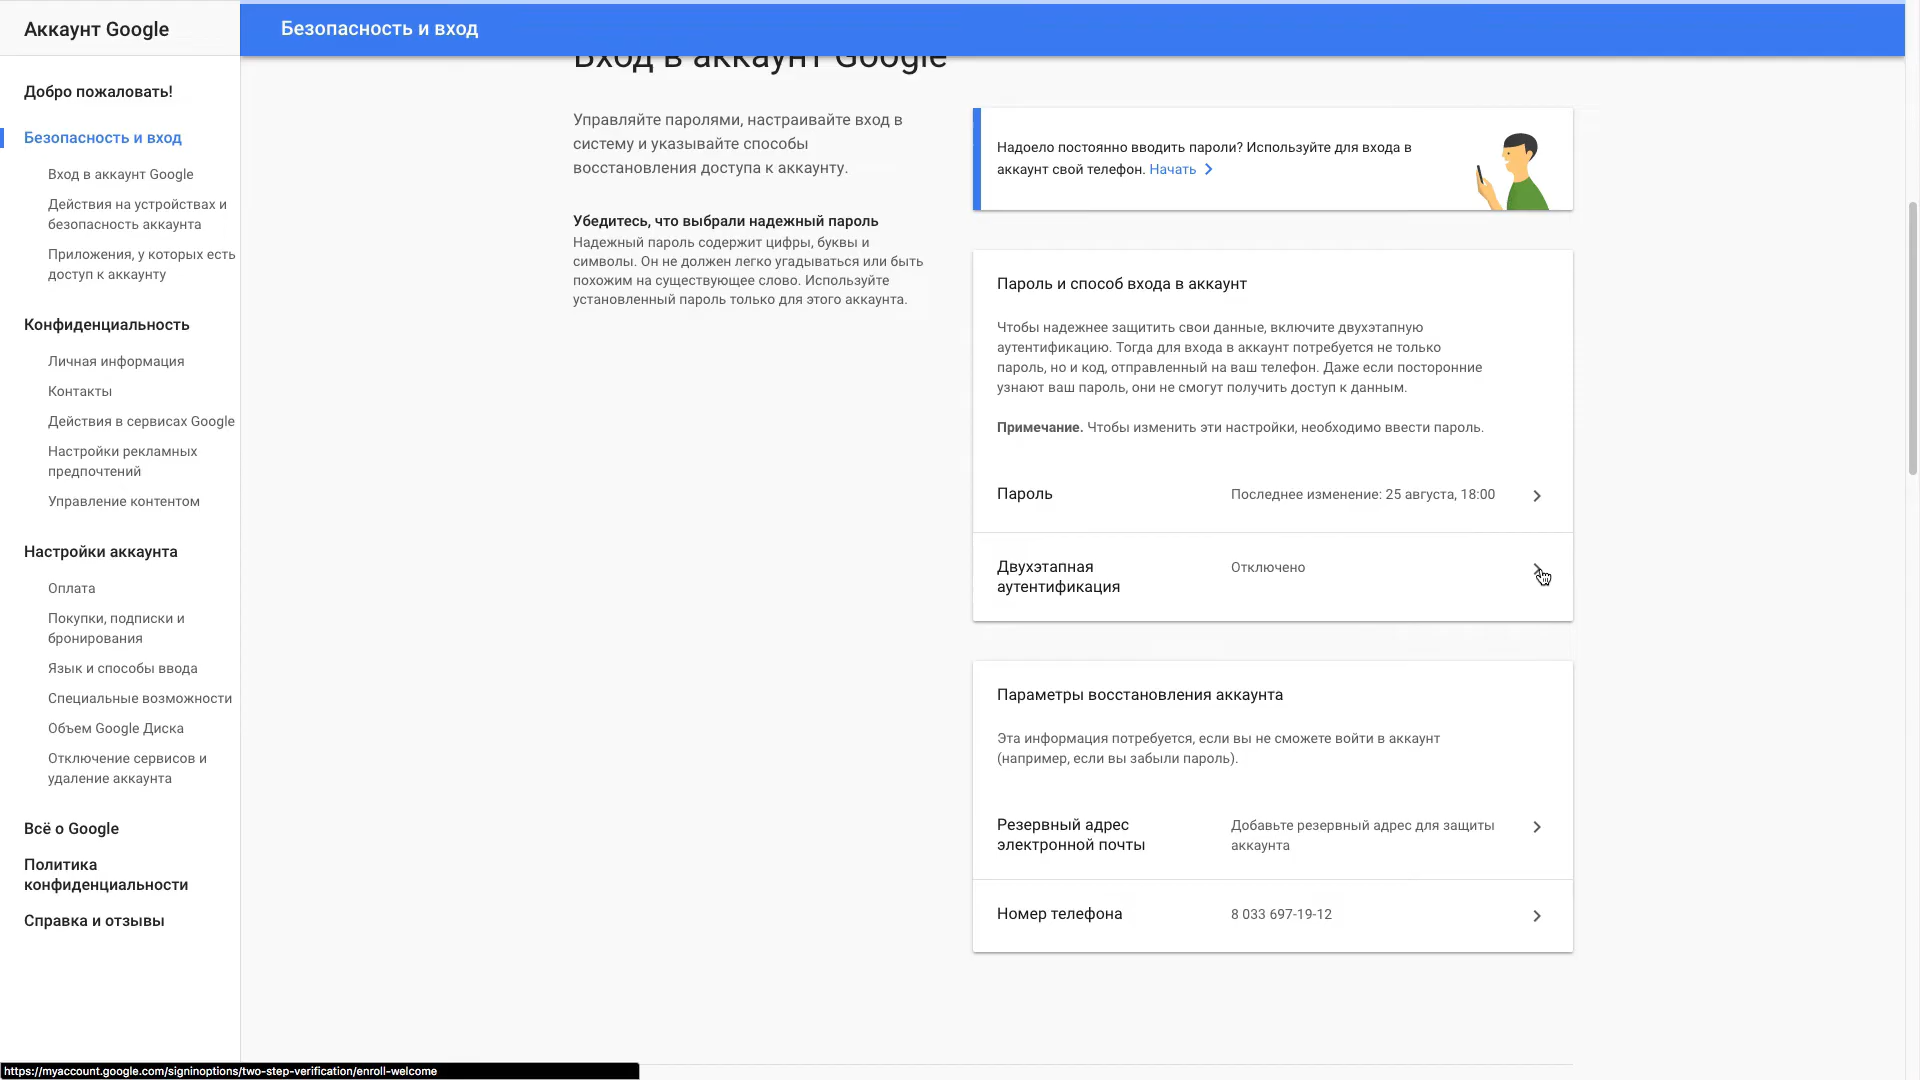 Аккаунт Google
Безопасность и вход
Добро пожаловать!
Безопасность и вход
Вход в аккаунт Google
Действия на устройствах и
безопасность аккаунта
Приложения, у которых есть
доступ к аккаунту
Конфиденциальность
Личная информация
Контакты
Действия в сервисах Google
Настройки рекламных
предпочтений
Управление контентом
Настройки аккаунта
Оплата
Покупки, подписки и
бронирования
Язык и способы ввода
Специальные возможности
Объем Google Диска
Отключение сервисов и
удаление аккаунта
Всё о Google
Политика
конфиденциальности
Справка и отзывы
Вход в аккаунт Google
Управляйте паролями, настраивайте вход в
систему и указывайте способы
восстановления доступа к аккаунту.
Убедитесь, что выбрали надежный пароль
Надежный пароль содержит цифры, буквы и
символы. Он не должен легко угадываться или быть
похожим на существующее слово. Используйте
установленный пароль только для этого аккаунта.
Надоело постоянно вводить пароли? Используйте для входа в
аккаунт свой телефон. Начать
Пароль и способ входа в аккаунт
Чтобы надежнее защитить свои данные, включите двухэтапную
аутентификацию. Тогда для входа в аккаунт потребуется не только
пароль, но и код, отправленный на ваш телефон. Даже если посторонние
узнают ваш пароль, они не смогут получить доступ к данным.
Примечание. Чтобы изменить эти настройки, необходимо ввести пароль.
Пароль Последнее изменение: 25 августа, 18:00
Двухэтапная Отключено
аутентификация
Параметры восстановления аккаунта
Эта информация потребуется, если вы не сможете войти в аккаунт
(например, если вы забыли пароль).
Резервный адрес Добавьте резервный адрес для защиты
электронной почты аккаунта
Номер телефона 8 033 697-19-12
https://myaccount.google.com/signinoptions/two-step-verification/enroll-welcome